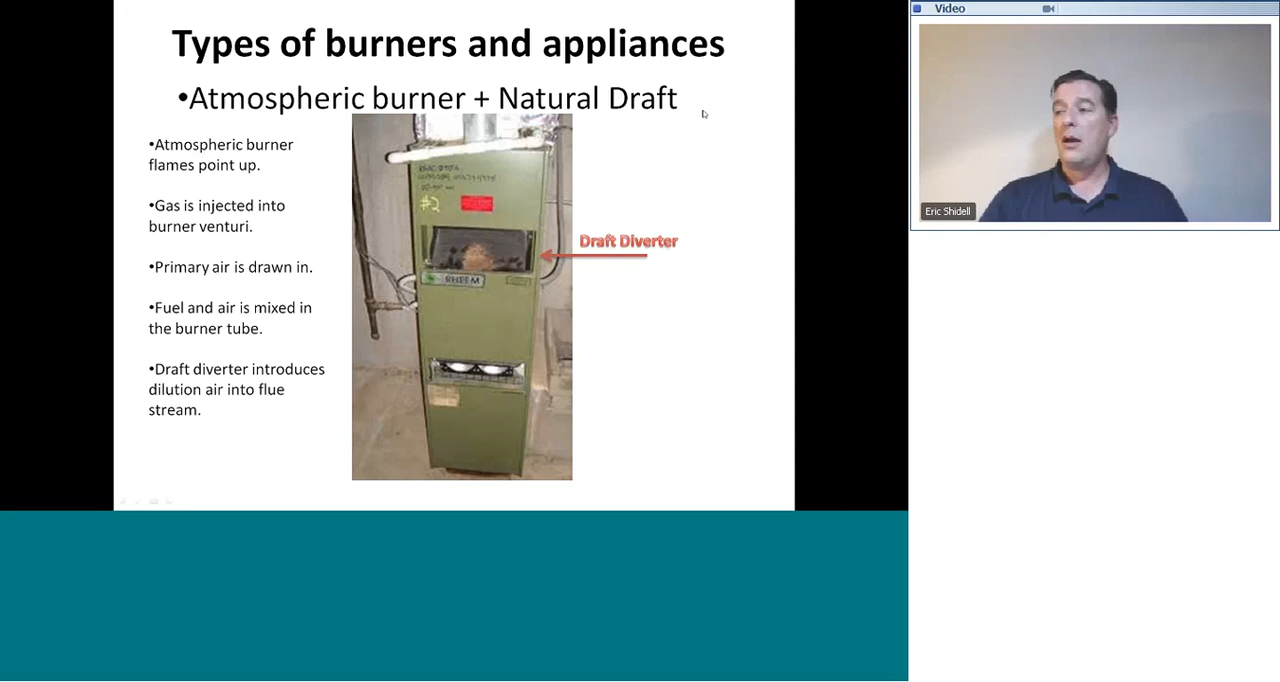 Types of burners and appliances
•Atmospheric burner + Natural Draft
•Atmospheric burner
flames point up.
•Gas is injected into
burner venturi.
•Primary air is drawn in.
•Fuel and air is mixed in
the burner tube.
•Draft diverter introduces
dilution air into flue
stream.
#2
RHEEM
Draft Diverter
Video
Eric Shidell